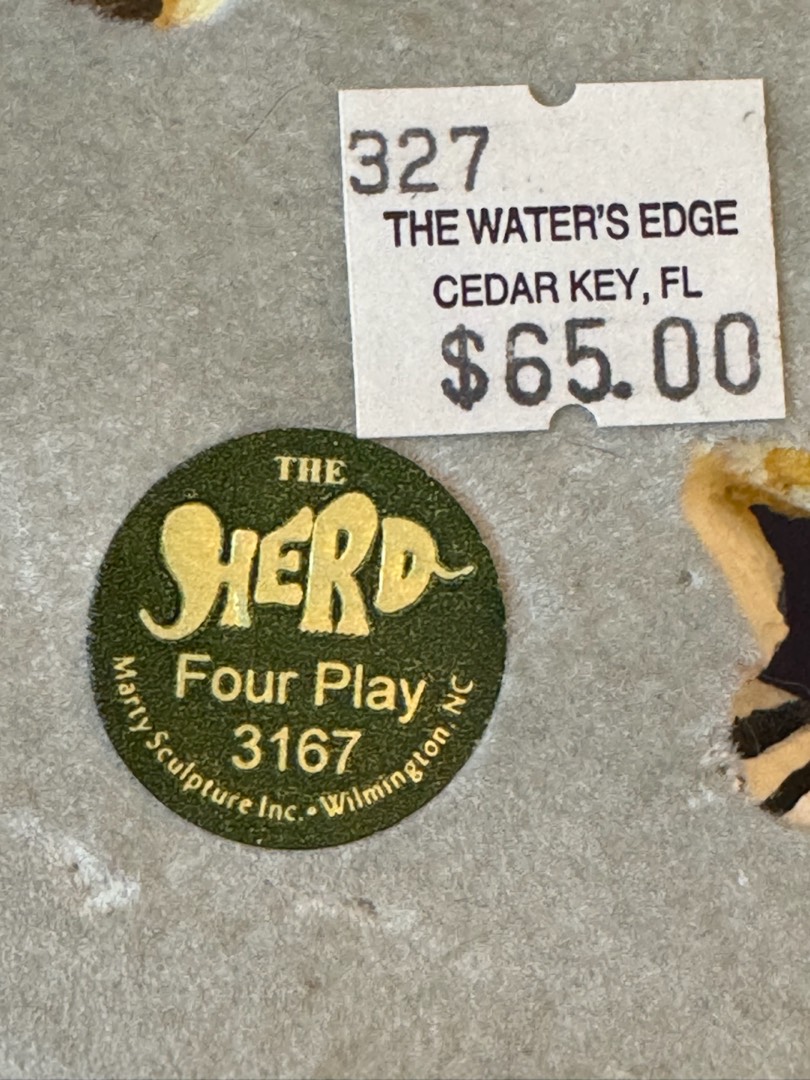 327
THE WATER'S EDGE
CEDAR KEY, FL
$65.00
THE
HERD
Four Play
3167
Marty Sculpture Inc. • Wilmington, NC